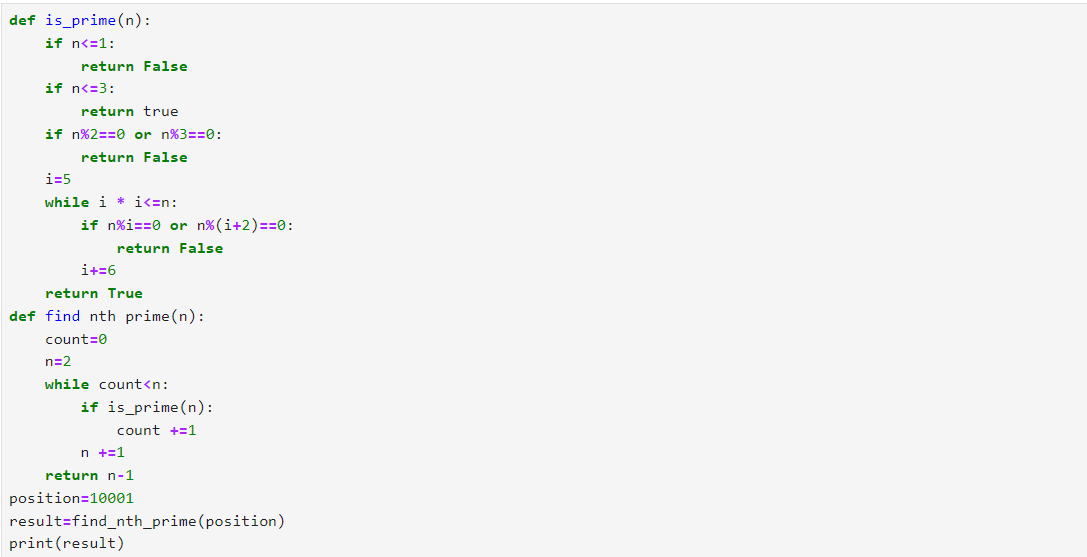 def is_prime(n):
    if n<=1:
        return False
    if n<=3:
        return true
    if n%2==0 or n%3==0:
        return False
    i=5
    while i * i<=n:
        if n%i==0 or n%(i+2)==0:
            return False
        i+=6
    return True
def find nth prime(n):
    count=0
    n=2
    while count<n:
        if is_prime(n):
            count +=1
        n +=1
    return n-1
position=10001
result=find_nth_prime(position)
print(result)